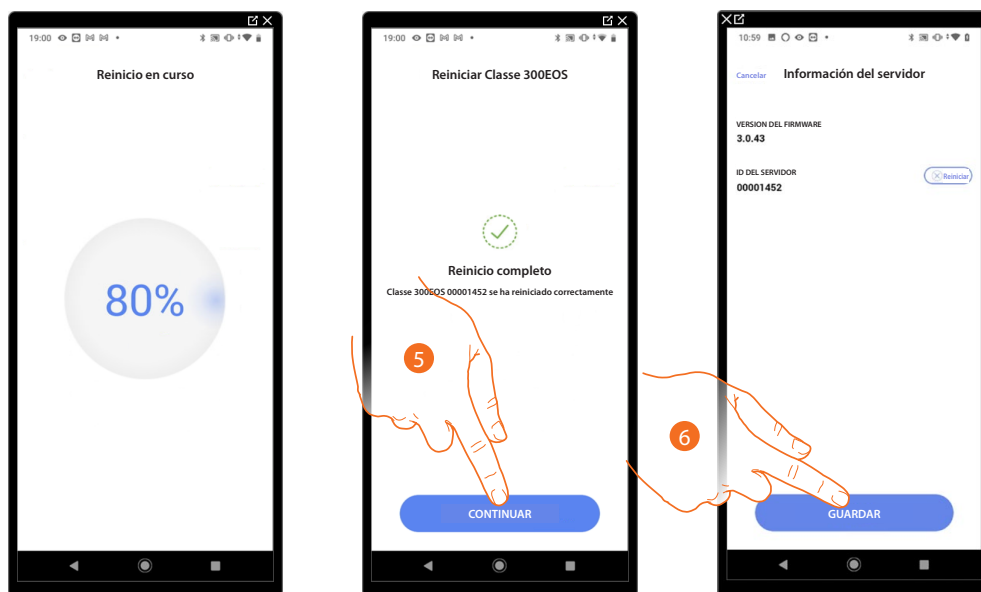 19:00
Reinicio en curso
80%
19:00
Reiniciar Classe 300EOS
Reinicio completo
Classe 300EOS 00001452 se ha reiniciado correctamente
5
CONTINUAR
10:59
Cancelar
Información del servidor
VERSION DEL FIRMWARE
3.0.43
ID DEL SERVIDOR
00001452
Reiniciar
6
GUARDAR